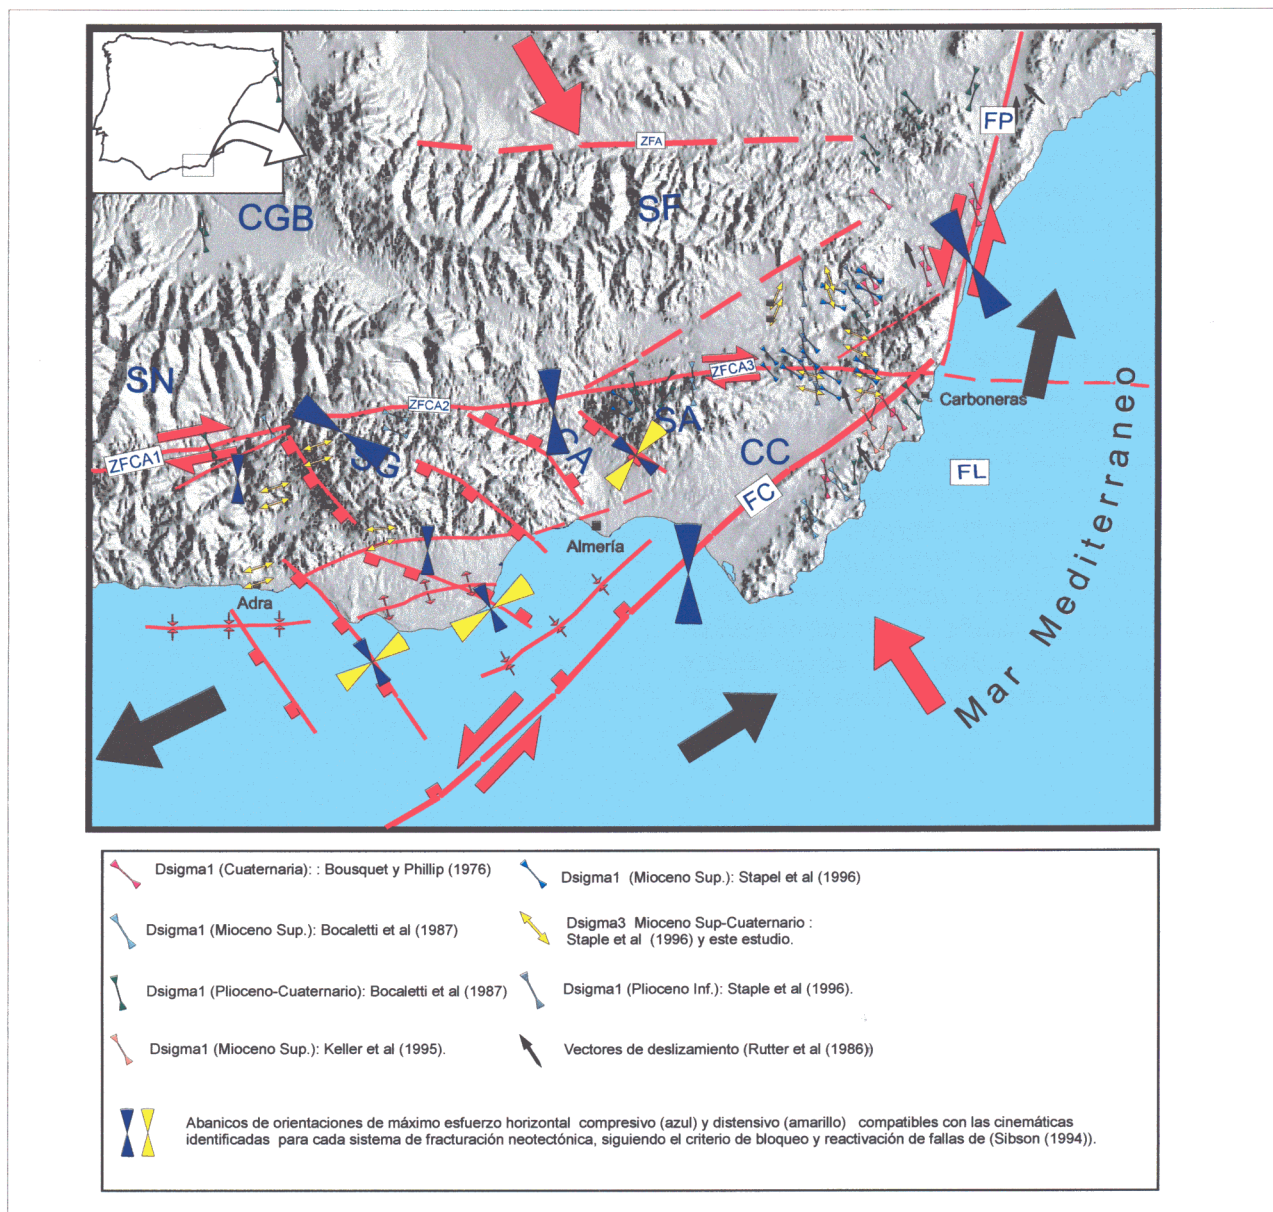 FP
ZFA
SF
CGB
SN
ZFCA3
ZFCA2
Carboneras
SA
CA
SG
CC
ZFCA1
FL
FC
Almería
Adra
Mar Mediterraneo
Dsigma1 (Cuaternaria): : Bousquet y Phillip (1976)
Dsigma1 (Mioceno Sup.): Stapel et al (1996)
Dsigma1 (Mioceno Sup.): Bocaletti et al (1987)
Dsigma3 Mioceno Sup-Cuaternario :
Staple et al (1996) y este estudio.
Dsigma1 (Plioceno-Cuaternario): Bocaletti et al (1987)
Dsigma1 (Plioceno Inf.): Staple et al (1996).
Dsigma1 (Mioceno Sup.): Keller et al (1995).
Vectores de deslizamiento (Rutter et al (1986))
Abanicos de orientaciones de máximo esfuerzo horizontal compresivo (azul) y distensivo (amarillo) compatibles con las cinemáticas
identificadas para cada sistema de fracturación neotectónica, siguiendo el criterio de bloqueo y reactivación de fallas de (Sibson (1994)).